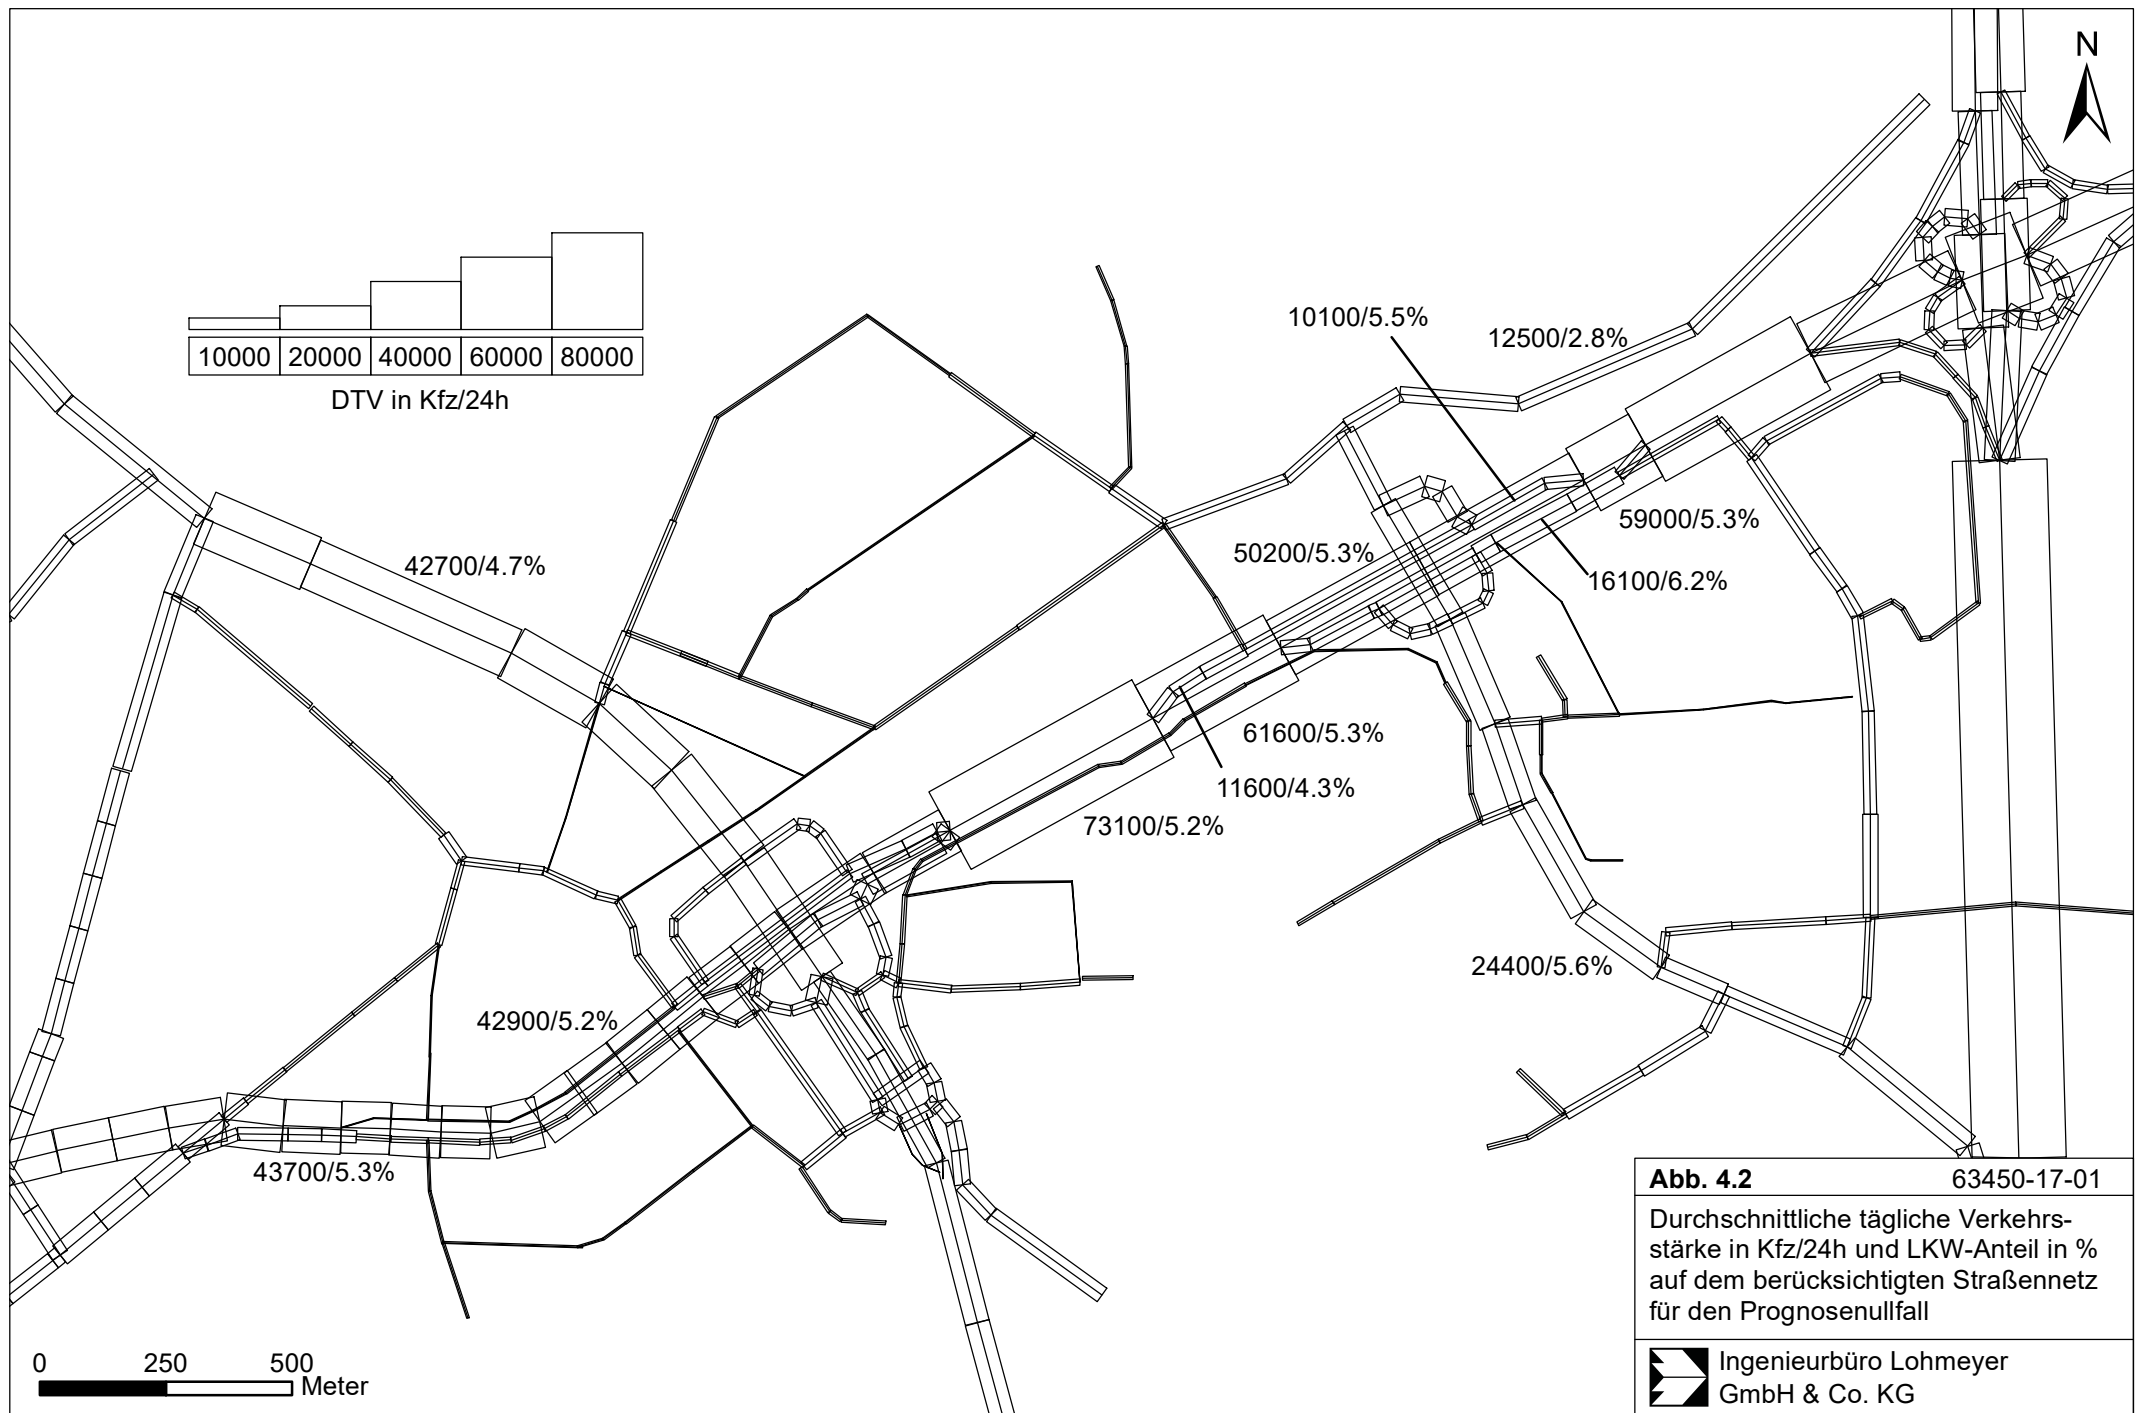 N
10000 20000 40000 60000 80000
DTV in Kfz/24h
10100/5.5%
12500/2.8%
42700/4.7%
50200/5.3%
59000/5.3%
16100/6.2%
61600/5.3%
11600/4.3%
73100/5.2%
24400/5.6%
42900/5.2%
43700/5.3%
0 250 500
Meter
Abb. 4.2 63450-17-01
Durchschnittliche tägliche Verkehrs-
stärke in Kfz/24h und LKW-Anteil in %
auf dem berücksichtigten Straßennetz
für den Prognosenullfall
Ingenieurbüro Lohmeyer
GmbH & Co. KG